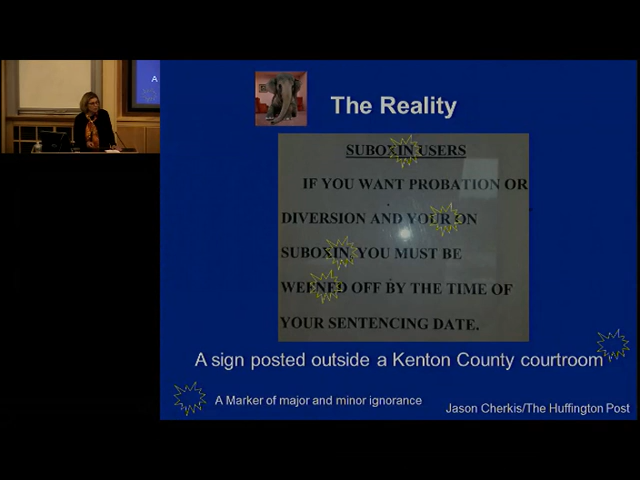 A
The Reality
SUBOXIN USERS
IF YOU WANT PROBATION OR
DIVERSION AND YOUR ON
SUBOXIN, YOU MUST BE
WEENED OFF BY THE TIME OF
YOUR SENTENCING DATE.
A sign posted outside a Kenton County courtroom
A Marker of major and minor ignorance
Jason Cherkis/The Huffington Post